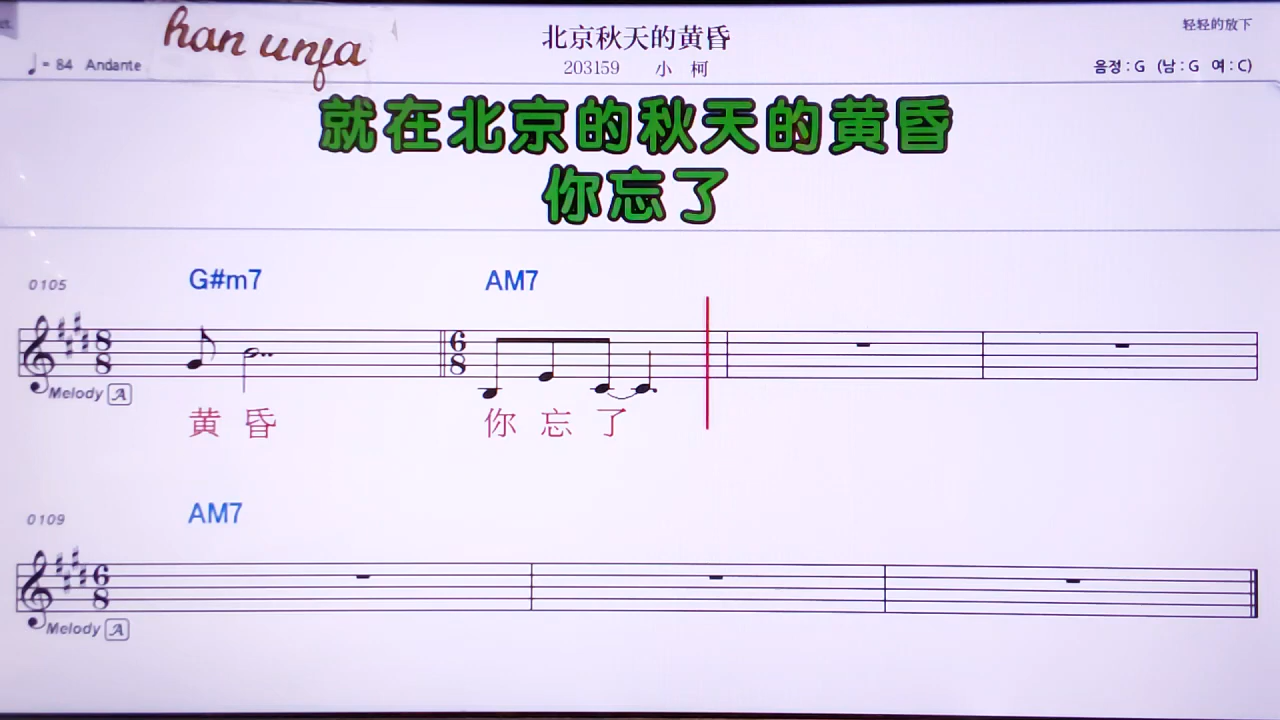 han unfa
北京秋天的黄昏
轻轻的放下
♩= 84 Andante
203159 小 柯
음정 : G (남 : G 여 : C)
就在北京的秋天的黄昏
你忘了
0105
G#m7 AM7
8 8 6 8
Melody A
黄 昏 你 忘 了
0109
AM7
6 8
Melody A